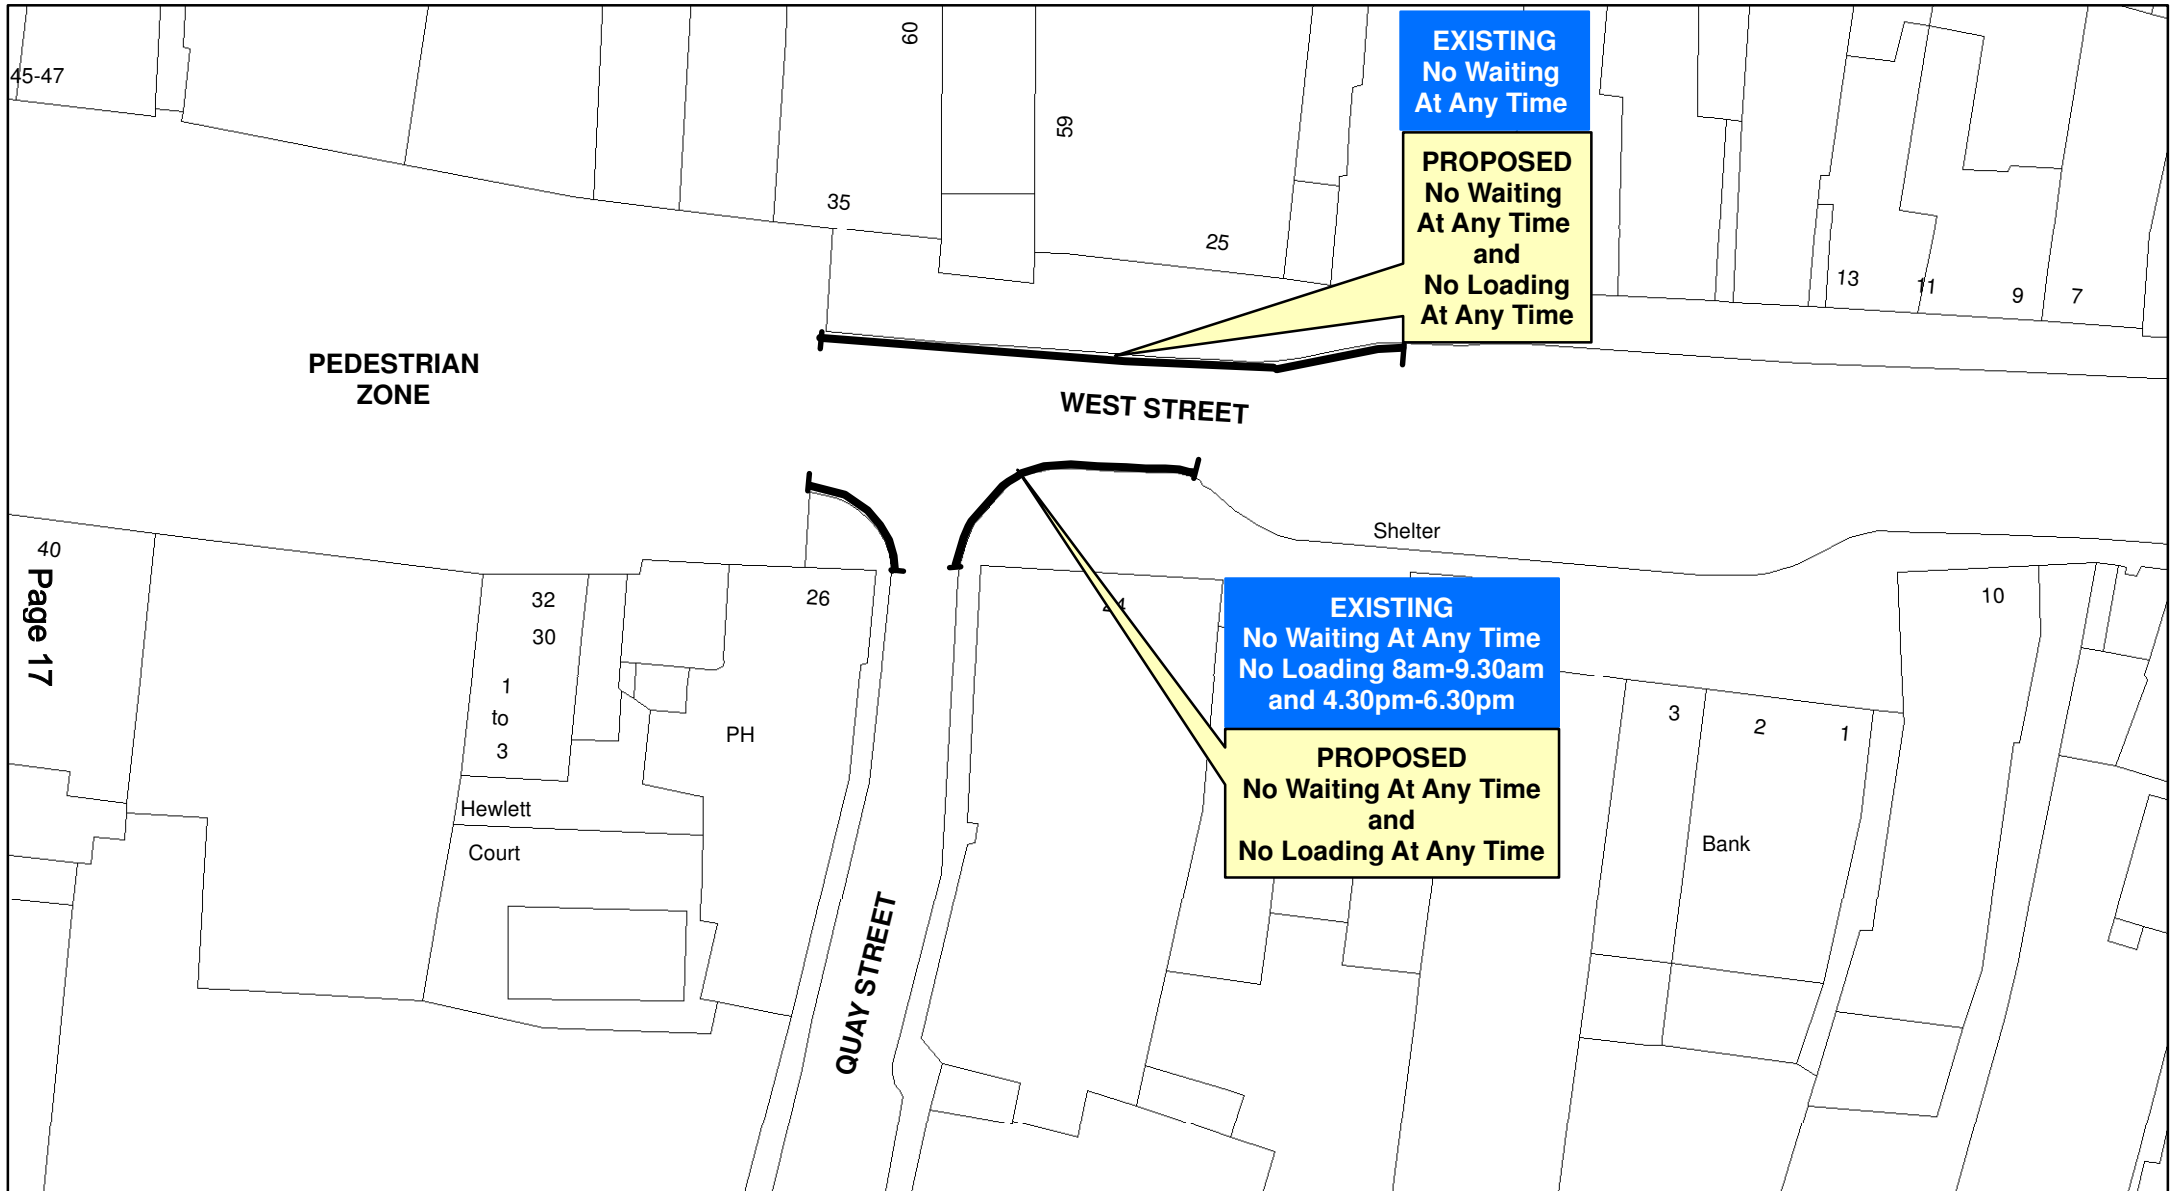 45-47
60
59
35
25
EXISTING
No Waiting
At Any Time
PROPOSED
No Waiting
At Any Time
and
No Loading
At Any Time
13
11
9
7
PEDESTRIAN
ZONE
WEST STREET
Shelter
40
Page 17
32
30
1
to
3
26
24
PH
Hewlett
Court
QUAY STREET
EXISTING
No Waiting At Any Time
No Loading 8am-9.30am
and 4.30pm-6.30pm
PROPOSED
No Waiting At Any Time
and
No Loading At Any Time
10
3
2
1
Bank